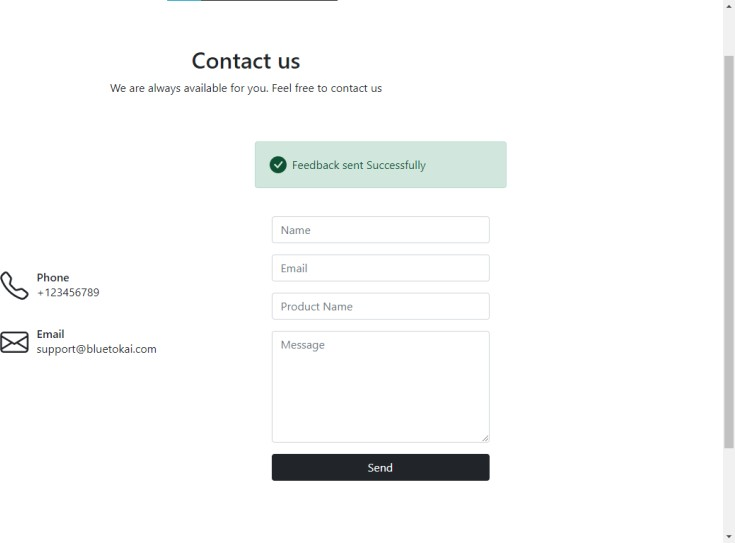 Contact us
We are always available for you. Feel free to contact us
Feedback sent Successfully
Name
Email
Product Name
Message
Send
Phone
+123456789
Email
support@bluetokai.com